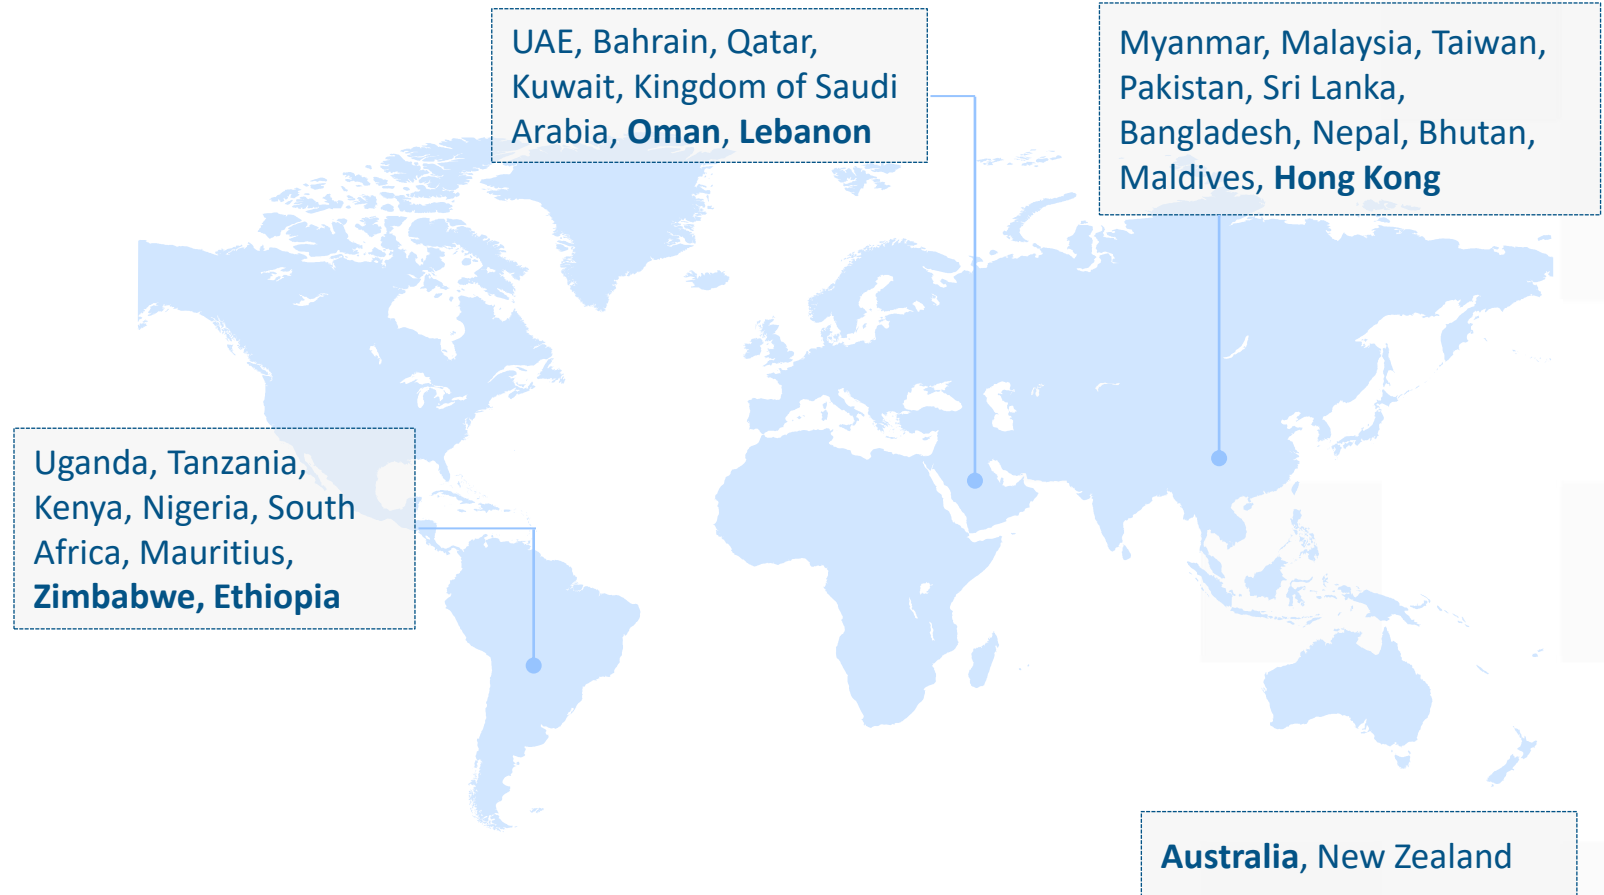 UAE, Bahrain, Qatar,
Kuwait, Kingdom of Saudi
Arabia, Oman, Lebanon
Myanmar, Malaysia, Taiwan,
Pakistan, Sri Lanka,
Bangladesh, Nepal, Bhutan,
Maldives, Hong Kong
Uganda, Tanzania,
Kenya, Nigeria, South
Africa, Mauritius,
Zimbabwe, Ethiopia
Australia, New Zealand